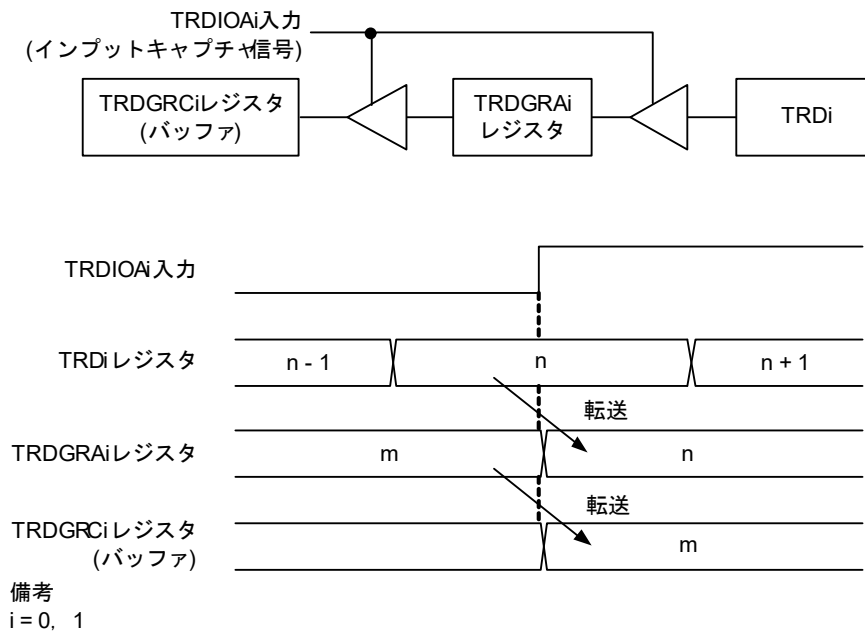 TRDIOAi入力
(インプットキャプチャ信号)
TRDGRCiレジスタ
(バッファ)
TRDGRAi
レジスタ
TRDi
TRDIOAi入力
TRDiレジスタ
n - 1
n
n + 1
転送
TRDGRAiレジスタ
m
n
転送
TRDGRCiレジスタ
(バッファ)
m
備考
i = 0, 1